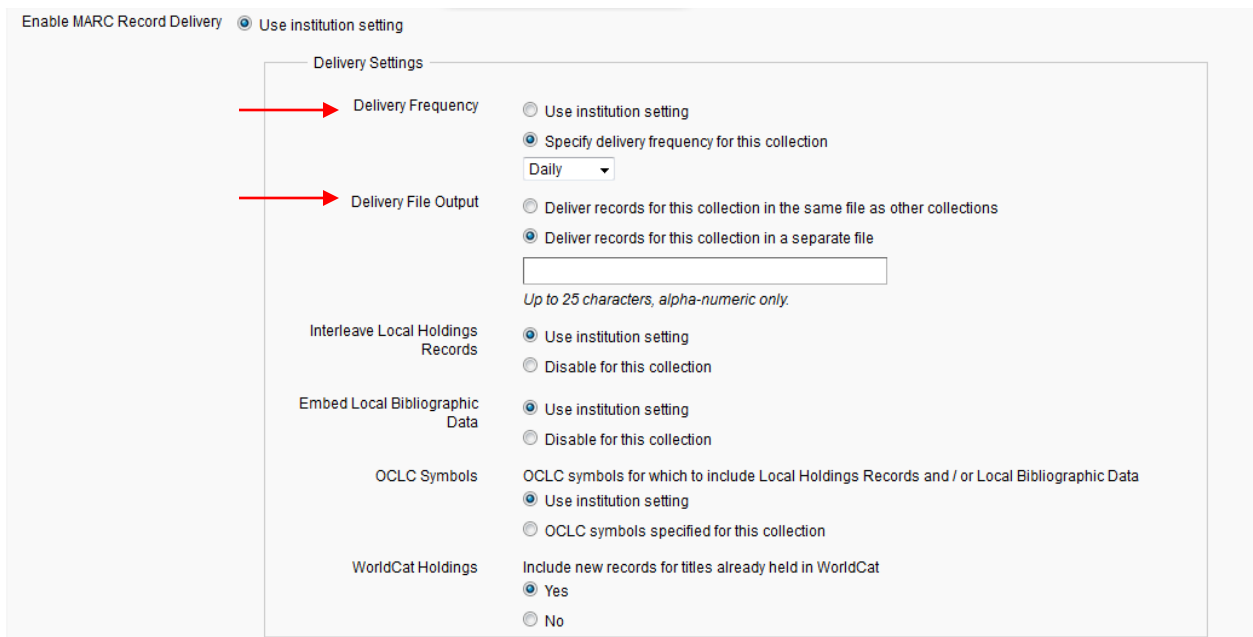 Enable MARC Record Delivery Use institution setting
Delivery Settings
Delivery Frequency Use institution setting
Specify delivery frequency for this collection
Daily
Delivery File Output Deliver records for this collection in the same file as other collections
Deliver records for this collection in a separate file
Up to 25 characters, alpha-numeric only.
Interleave Local Holdings Use institution setting
Records
Disable for this collection
Embed Local Bibliographic Use institution setting
Data
Disable for this collection
OCLC Symbols OCLC symbols for which to include Local Holdings Records and / or Local Bibliographic Data
Use institution setting
OCLC symbols specified for this collection
WorldCat Holdings Include new records for titles already held in WorldCat
Yes
No